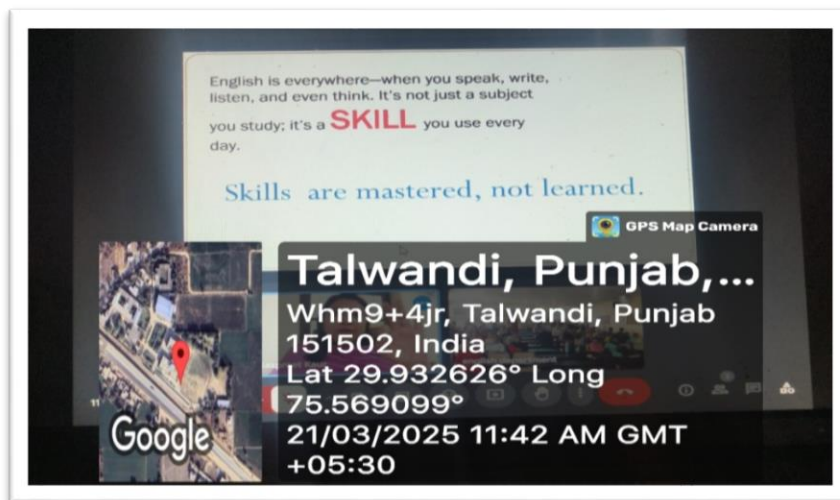 English is everywhere—when you speak, write,
listen, and even think. It's not just a subject
you study; it's a SKILL you use every
day.
Skills are mastered, not learned.
GPS Map Camera
Talwandi, Punjab,...
Whm9+4jr, Talwandi, Punjab
151502, India
Lat 29.932626° Long
75.569099°
21/03/2025 11:42 AM GMT
+05:30
Google